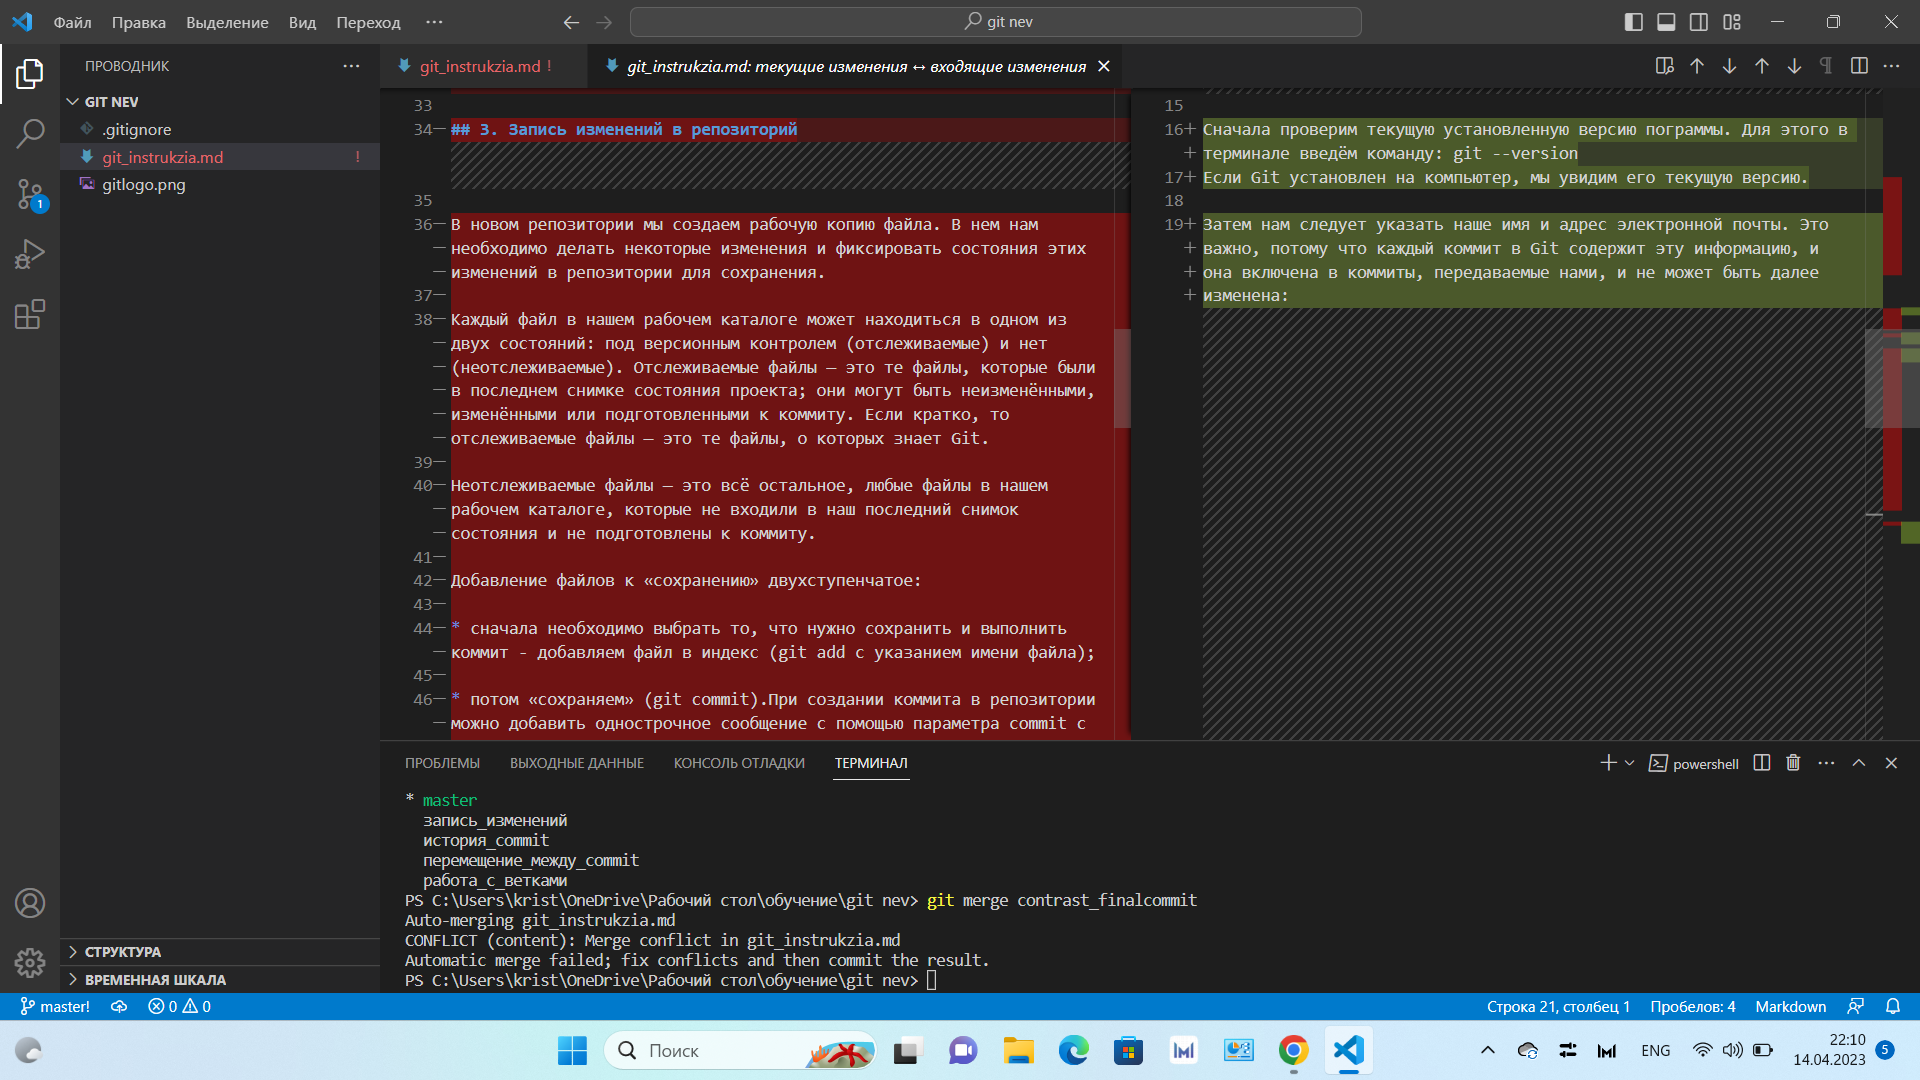 Файл Правка Выделение Вид Переход ···
git nev
ПРОВОДНИК
GIT NEV
.gitignore
git_instrukzia.md !
gitlogo.png
СТРУКТУРА
ВРЕМЕННАЯ ШКАЛА
git_instrukzia.md !
git_instrukzia.md: текущие изменения ↔ входящие изменения
33
34— ## 3. Запись изменений в репозиторий
35
36— В новом репозитории мы создаем рабочую копию файла. В нем нам
— необходимо делать некоторые изменения и фиксировать состояния этих
— изменений в репозитории для сохранения.
37—
38— Каждый файл в нашем рабочем каталоге может находиться в одном из
— двух состояний: под версионным контролем (отслеживаемые) и нет
— (неотслеживаемые). Отслеживаемые файлы — это те файлы, которые были
— в последнем снимке состояния проекта; они могут быть неизменёнными,
— изменёнными или подготовленными к коммиту. Если кратко, то
— отслеживаемые файлы — это те файлы, о которых знает Git.
39—
40— Неотслеживаемые файлы — это всё остальное, любые файлы в нашем
— рабочем каталоге, которые не входили в наш последний снимок
— состояния и не подготовлены к коммиту.
41—
42— Добавление файлов к «сохранению» двухступенчатое:
43—
44— * сначала необходимо выбрать то, что нужно сохранить и выполнить
— коммит - добавляем файл в индекс (git add с указанием имени файла);
45—
46— * потом «сохраняем» (git commit).При создании коммита в репозитории
— можно добавить однострочное сообщение с помощью параметра commit с
15
16+ Сначала проверим текущую установленную версию пограммы. Для этого в
+ терминале введём команду: git --version
17+ Если Git установлен на компьютер, мы увидим его текущую версию.
18
19+ Затем нам следует указать наше имя и адрес электронной почты. Это
+ важно, потому что каждый коммит в Git содержит эту информацию, и
+ она включена в коммиты, передаваемые нами, и не может быть далее
+ изменена:
ПРОБЛЕМЫ ВЫХОДНЫЕ ДАННЫЕ КОНСОЛЬ ОТЛАДКИ ТЕРМИНАЛ
powershell
* master
запись_изменений
история_commit
перемещение_между_commit
работа_с_ветками
PS C:\Users\krist\OneDrive\Рабочий стол\обучение\git nev> git merge contrast_finalcommit
Auto-merging git_instrukzia.md
CONFLICT (content): Merge conflict in git_instrukzia.md
Automatic merge failed; fix conflicts and then commit the result.
PS C:\Users\krist\OneDrive\Рабочий стол\обучение\git nev>
1
master! 0 0
Строка 21, столбец 1 Пробелов: 4 Markdown
Поиск
ENG
22:10
14.04.2023
5